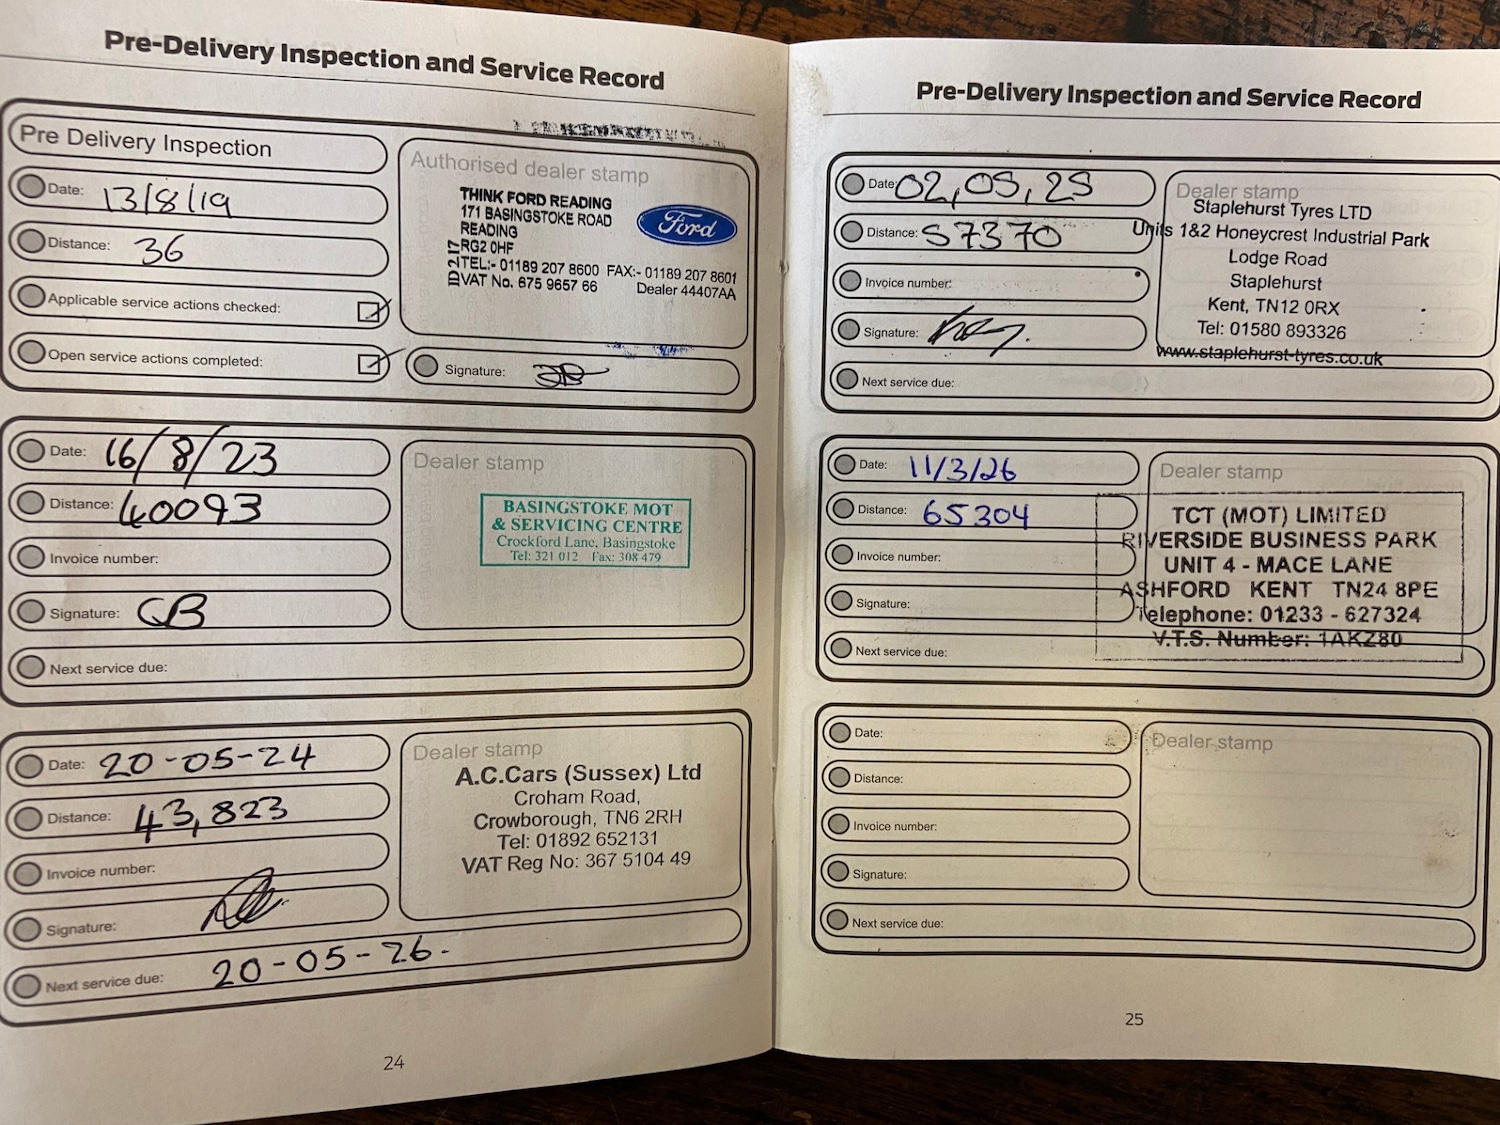 Pre-Delivery Inspection and Service Record
Pre Delivery Inspection
Date: 13/8/19
Distance: 36
Applicable service actions checked:
Open service actions completed:
Authorised dealer stamp
THINK FORD READING
171 BASINGSTOKE ROAD
READING
RG2 0HF
TEL:- 01189 207 8600 FAX:- 01189 207 8601
VAT No. 675 9657 66 Dealer 44407AA
Ford
Signature:
Date: 16/8/23
Distance: 40093
Invoice number:
Signature: CB
Next service due:
Dealer stamp
BASINGSTOKE MOT
& SERVICING CENTRE
Crockford Lane, Basingstoke
Tel: 321 012 Fax: 308 479
Date: 20-05-24
Distance: 43,823
Invoice number:
Signature:
Next service due: 20-05-26.
Dealer stamp
A.C.Cars (Sussex) Ltd
Croham Road,
Crowborough, TN6 2RH
Tel: 01892 652131
VAT Reg No: 367 5104 49
24
Pre-Delivery Inspection and Service Record
Date: 02,05,25
Distance: 57370
Invoice number:
Signature:
Next service due:
Dealer stamp
Staplehurst Tyres LTD
Units 1&2 Honeycrest Industrial Park
Lodge Road
Staplehurst
Kent, TN12 0RX
Tel: 01580 893326
www.staplehurst-tyres.co.uk
Date: 11/3/26
Distance: 65304
Invoice number:
Signature:
Next service due:
Dealer stamp
TCT (MOT) LIMITED
RIVERSIDE BUSINESS PARK
UNIT 4 - MACE LANE
ASHFORD KENT TN24 8PE
Telephone: 01233 - 627324
V.T.S. Number: 1AKZ80
Date:
Distance:
Invoice number:
Signature:
Next service due:
Dealer stamp
25